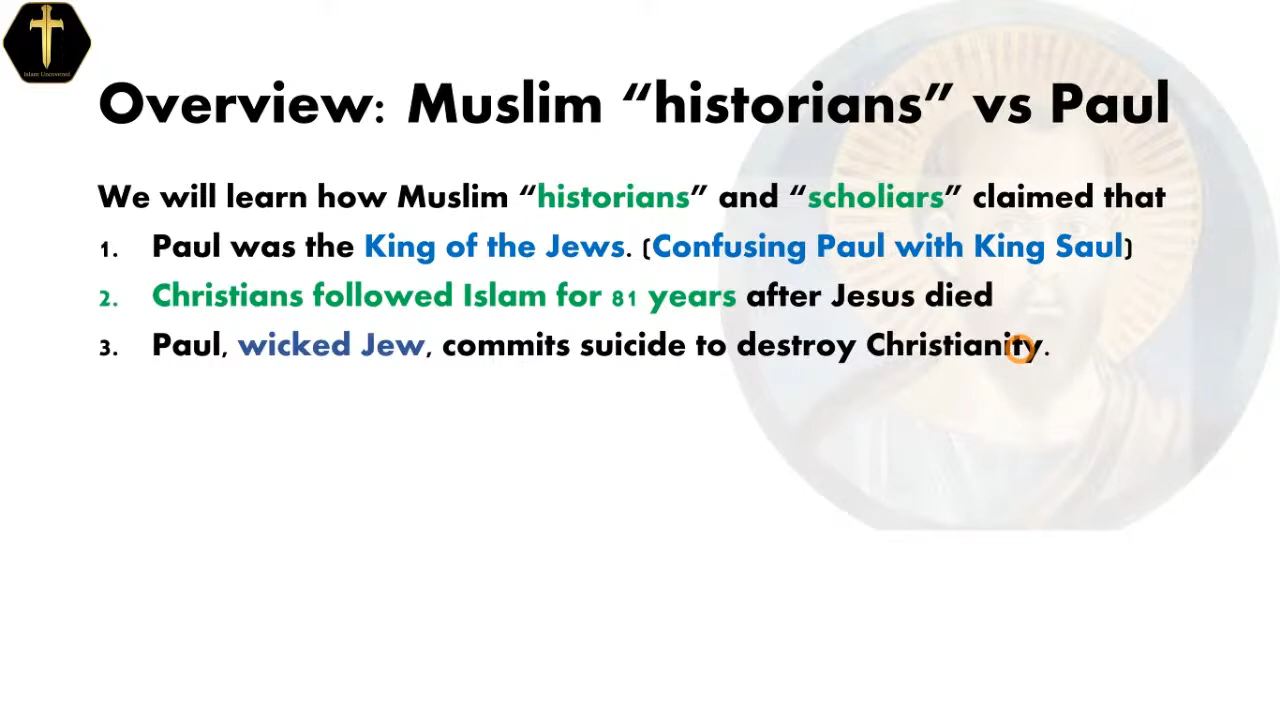 Islam Uncovered
Overview: Muslim “historians” vs Paul
We will learn how Muslim “historians” and “scholiars” claimed that
1. Paul was the King of the Jews. (Confusing Paul with King Saul)
2. Christians followed Islam for 81 years after Jesus died
3. Paul, wicked Jew, commits suicide to destroy Christianity.